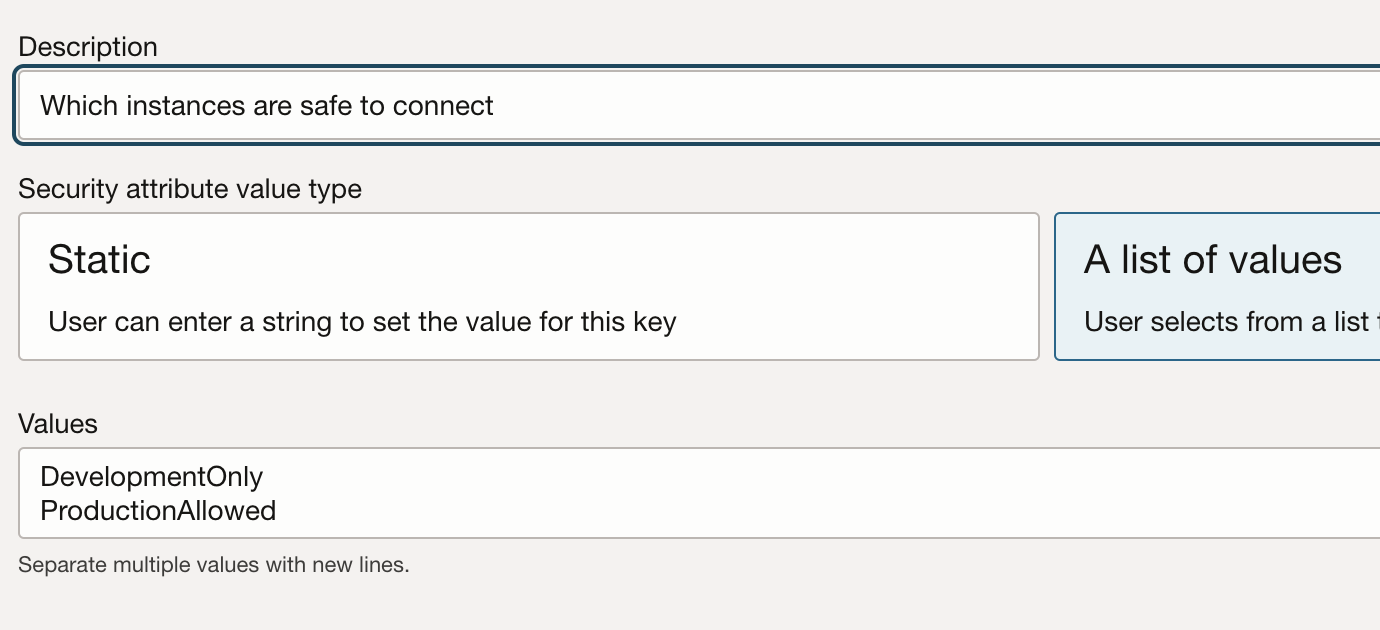 Description
Which instances are safe to connect
Security attribute value type
Static
User can enter a string to set the value for this key
A list of values
User selects from a list
Values
DevelopmentOnly
ProductionAllowed
Separate multiple values with new lines.